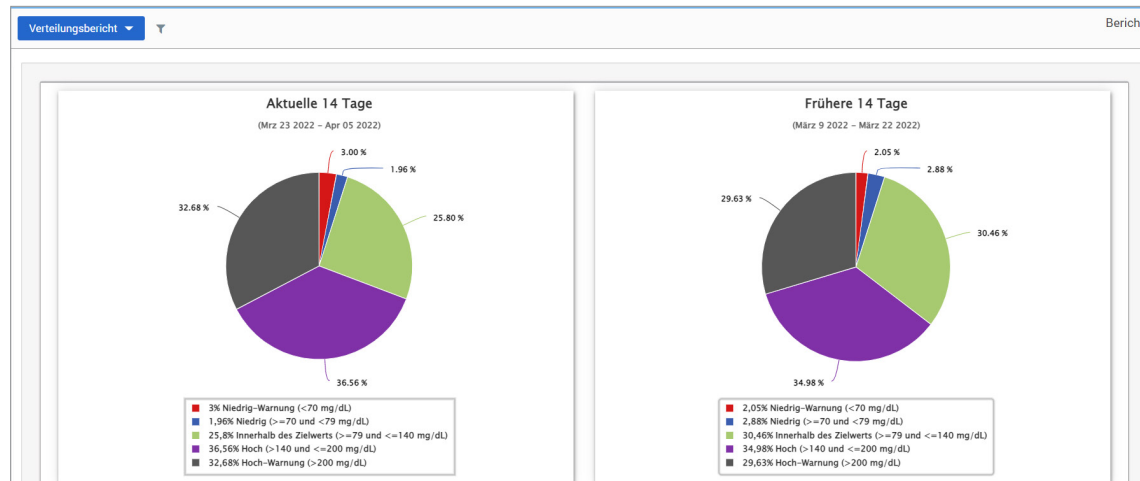 Verteilungsbericht
Berich
Aktuelle 14 Tage
(Mrz 23 2022 – Apr 05 2022)
3.00 %
1.96 %
32.68 %
25.80 %
36.56 %
3% Niedrig-Warnung (<70 mg/dL)
1,96% Niedrig (>=70 und <79 mg/dL)
25,8% Innerhalb des Zielwerts (>=79 und <=140 mg/dL)
36,56% Hoch (>140 und <=200 mg/dL)
32,68% Hoch-Warnung (>200 mg/dL)
Frühere 14 Tage
(März 9 2022 – März 22 2022)
2.05 %
2.88 %
29.63 %
30.46 %
34.98 %
2,05% Niedrig-Warnung (<70 mg/dL)
2,88% Niedrig (>=70 und <79 mg/dL)
30,46% Innerhalb des Zielwerts (>=79 und <=140 mg/dL)
34,98% Hoch (>140 und <=200 mg/dL)
29,63% Hoch-Warnung (>200 mg/dL)